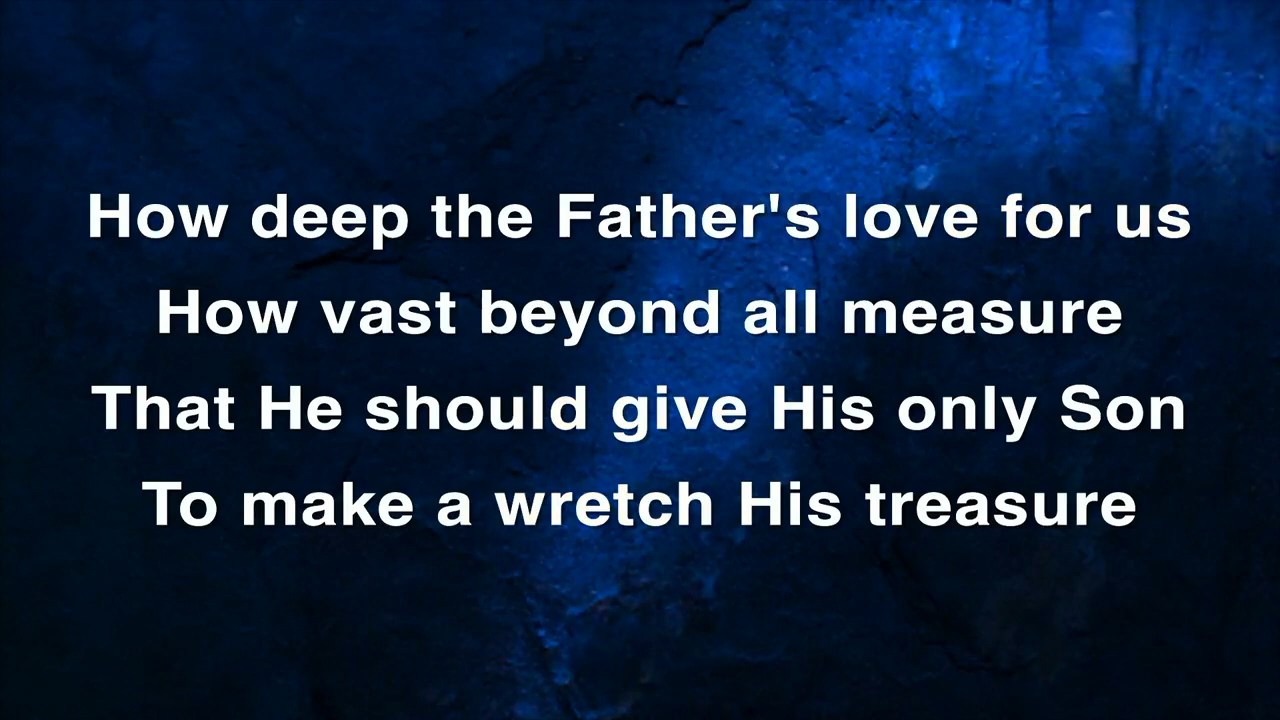 How deep the Father's love for us
How vast beyond all measure
That He should give His only Son
To make a wretch His treasure